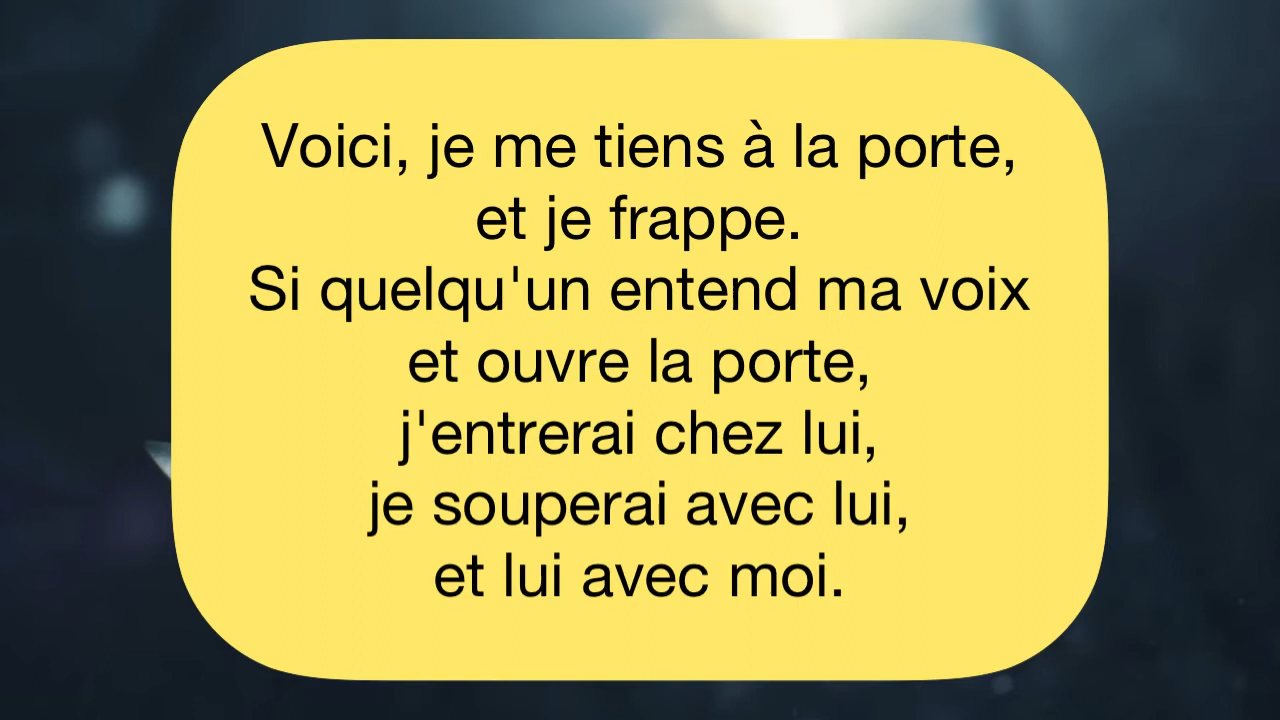 Voici, je me tiens à la porte,
et je frappe.
Si quelqu'un entend ma voix
et ouvre la porte,
j'entrerai chez lui,
je souperai avec lui,
et lui avec moi.